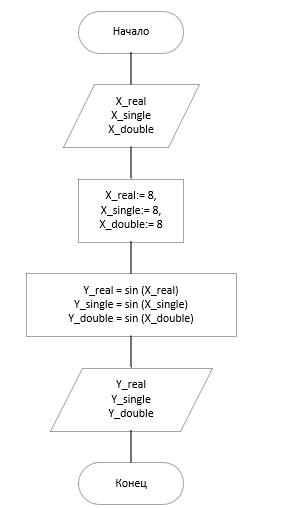 Начало
X_real
X_single
X_double
X_real:= 8,
X_single:= 8,
X_double:= 8
Y_real = sin (X_real)
Y_single = sin (X_single)
Y_double = sin (X_double)
Y_real
Y_single
Y_double
Конец